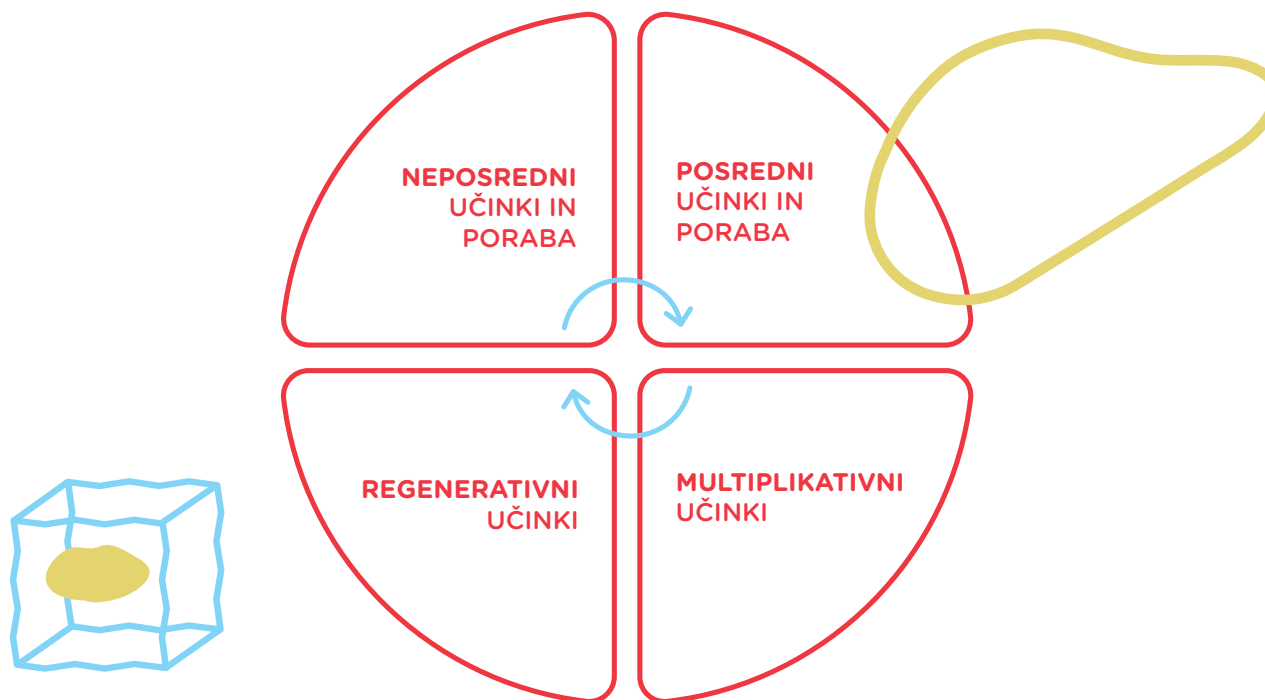 NEPOSREDNI
UČINKI IN
PORABA
POSREDNI
UČINKI IN
PORABA
REGENERATIVNI
UČINKI
MULTIPLIKATIVNI
UČINKI